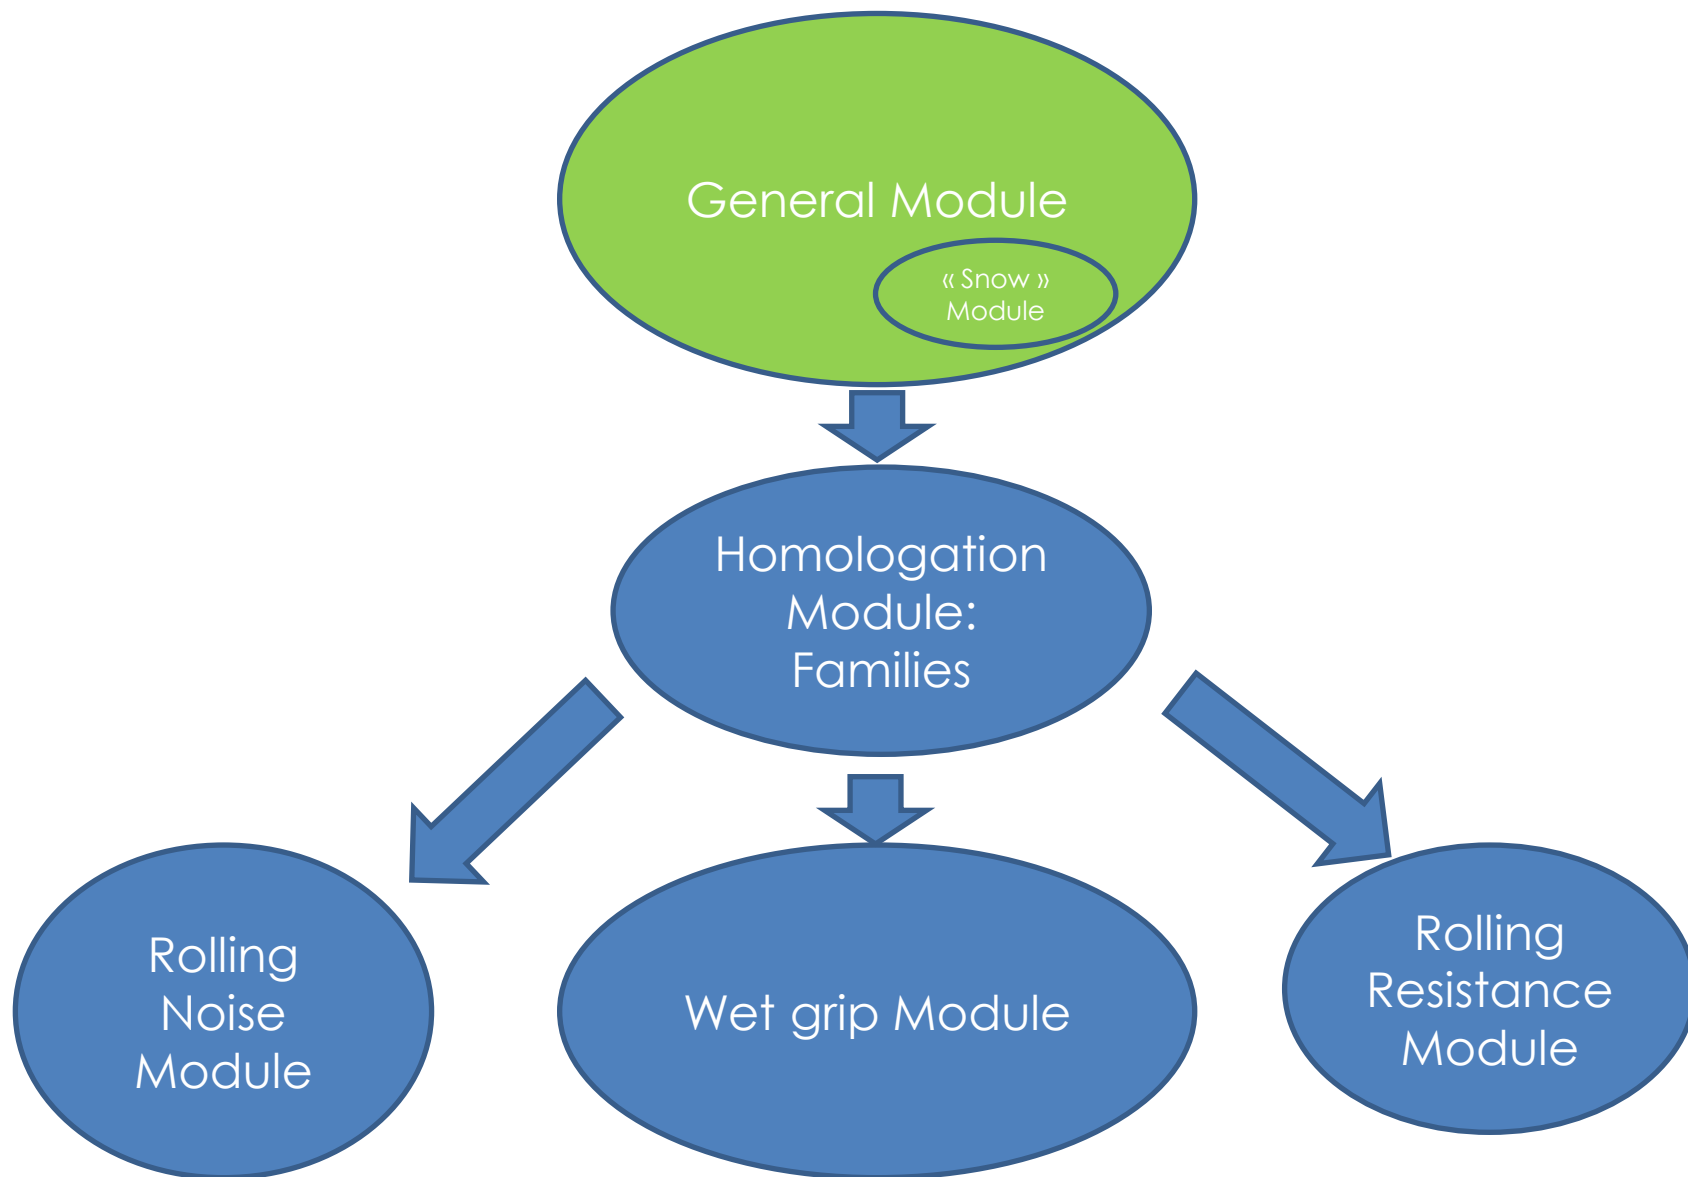 General Module
« Snow »
Module
Homologation
Module:
Families
Rolling
Noise
Module
Wet grip Module
Rolling
Resistance
Module